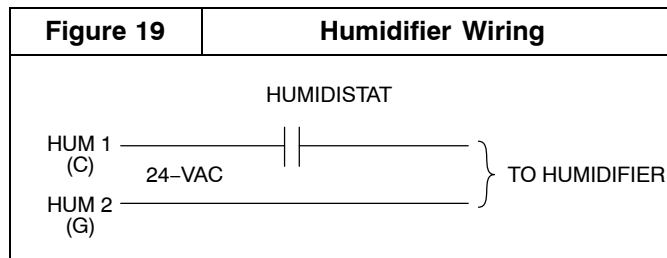 Figure 19
Humidifier Wiring
HUMIDISTAT
HUM 1
(C)
24–VAC
TO HUMIDIFIER
HUM 2
(G)